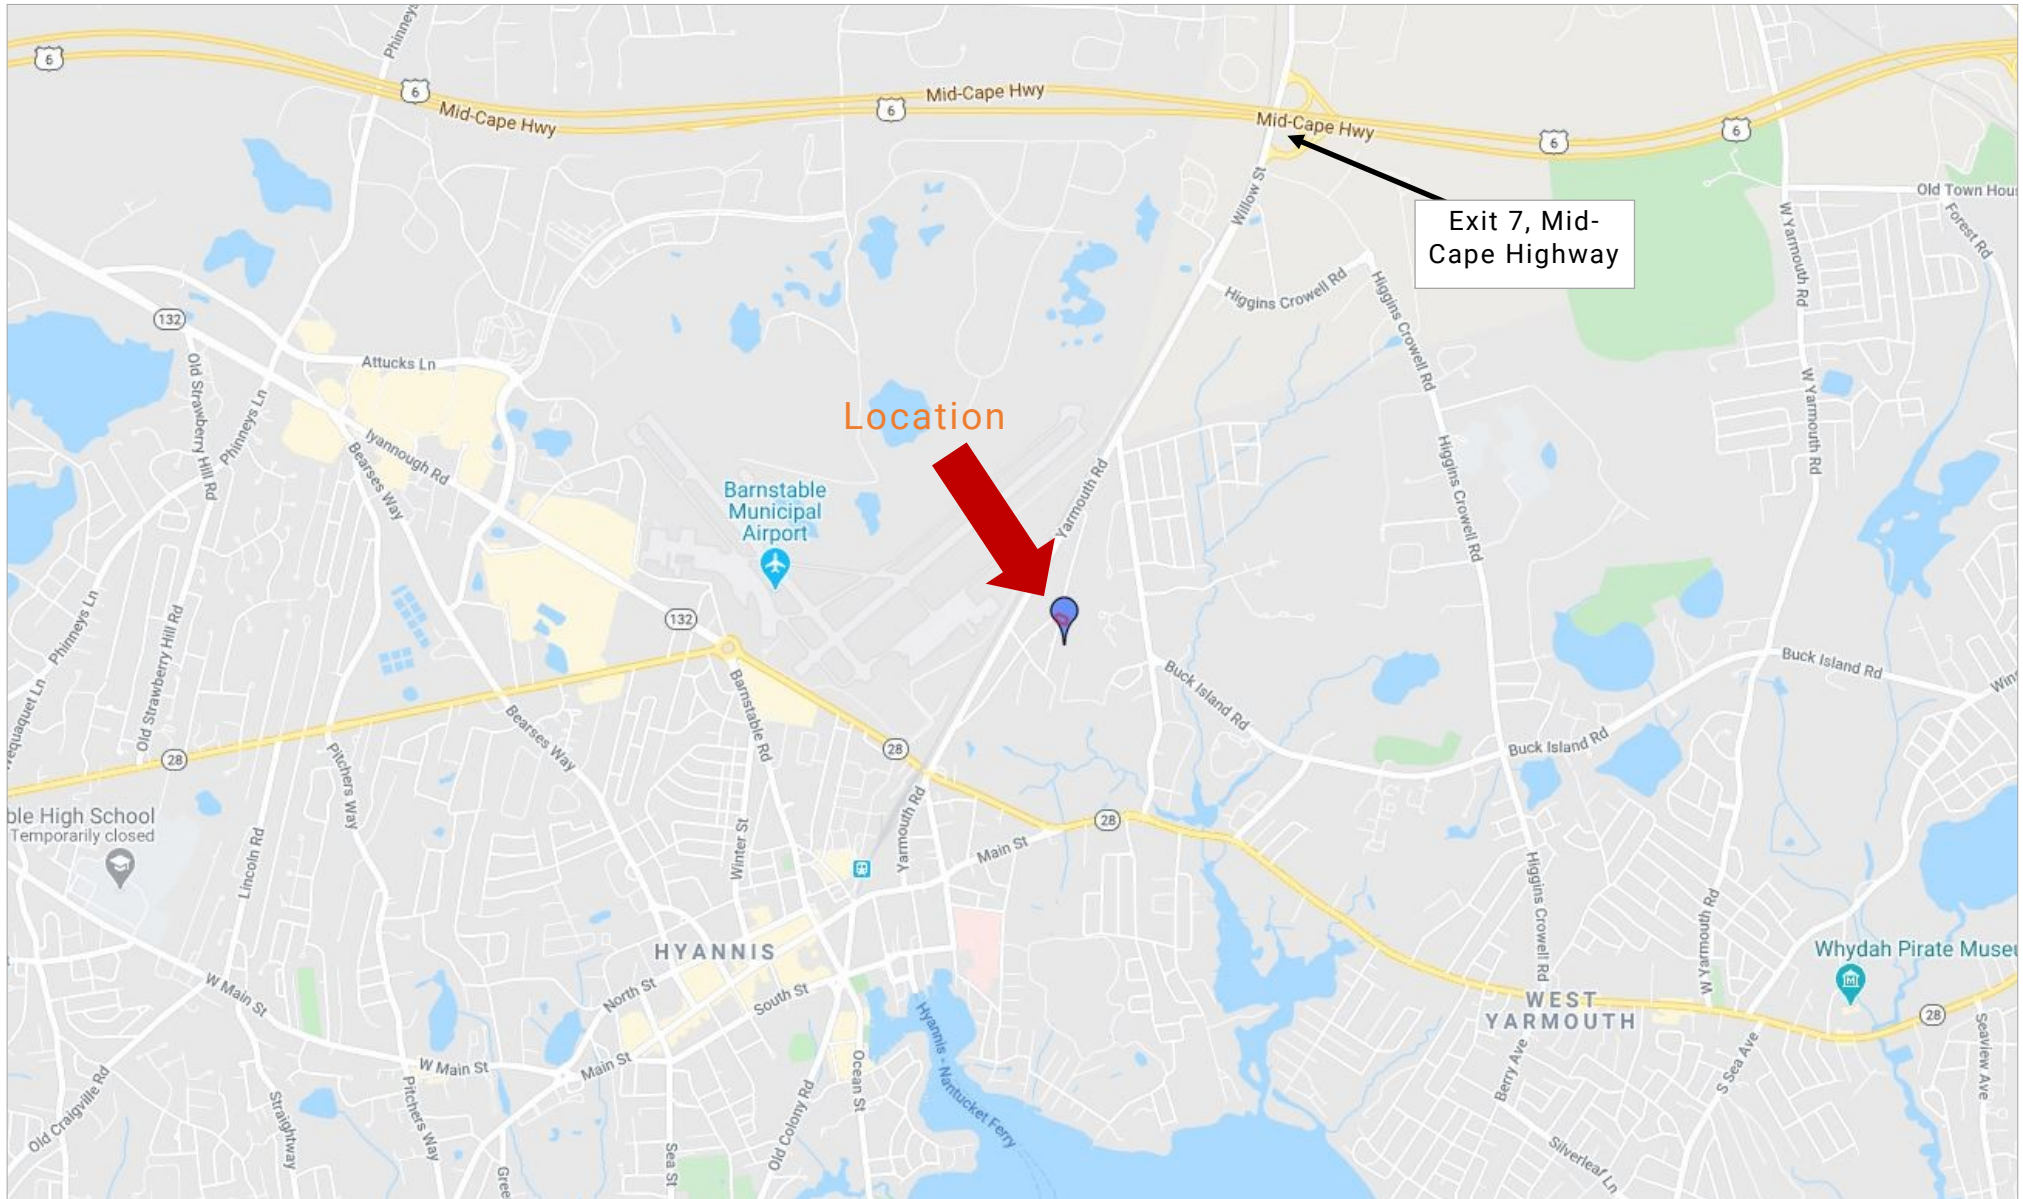 Phinneys
6
6
Mid-Cape Hwy
6
Mid-Cape Hwy
Mid-Cape Hwy
6
6
Exit 7, Mid-
Cape Highway
Willow St
Old Town Hou
Forest Rd
W Yarmouth Rd
Higgins Crowell Rd
Higgins Crowell Rd
132
Attucks Ln
Old Strawberry Hill Rd
Phinneys Ln
Iyannough Rd
Bearses Way
Location
W Yarmouth Rd
Higgins Crowell Rd
Yarmouth Rd
Barnstable
Municipal
Airport
132
Phinneys Ln
Old Strawberry Hill Rd
Wequaquet Ln
Barnstable Rd
Bearses Way
Buck Island Rd
Buck Island Rd
Buck Island Rd
28
28
28
Pitchers Way
ble High School
Temporarily closed
Lincoln Rd
Winter St
Yarmouth Rd
Main St
Higgins Crowell Rd
W Yarmouth Rd
HYANNIS
North St
South St
W Main St
W Main St
Main St
Ocean St
Hyannis - Nantucket Ferry
Whydah Pirate Museu
WEST
YARMOUTH
28
Seaview Ave
S Sea Ave
Berry Ave
Silverleaf Ln
Old Craigville Rd
Straightway
Pitchers Way
Gree
Sea St
Old Colony Rd